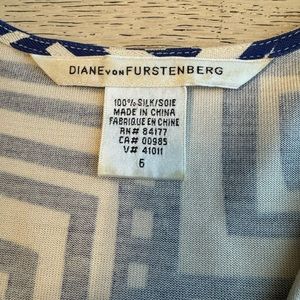 DIANE VON FURSTENBERG
100% SILK/SOIE
MADE IN CHINA
FABRIQUE EN CHINE
RN# 84177
CA# 00985
V# 41011
6